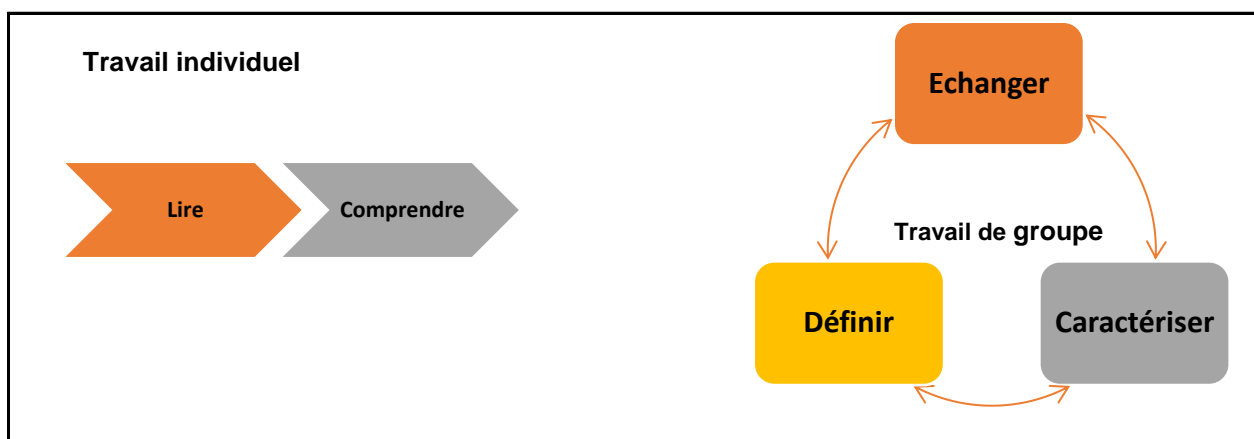 Travail individuel
Lire
Comprendre
Echanger
Travail de groupe
Définir
Caractériser